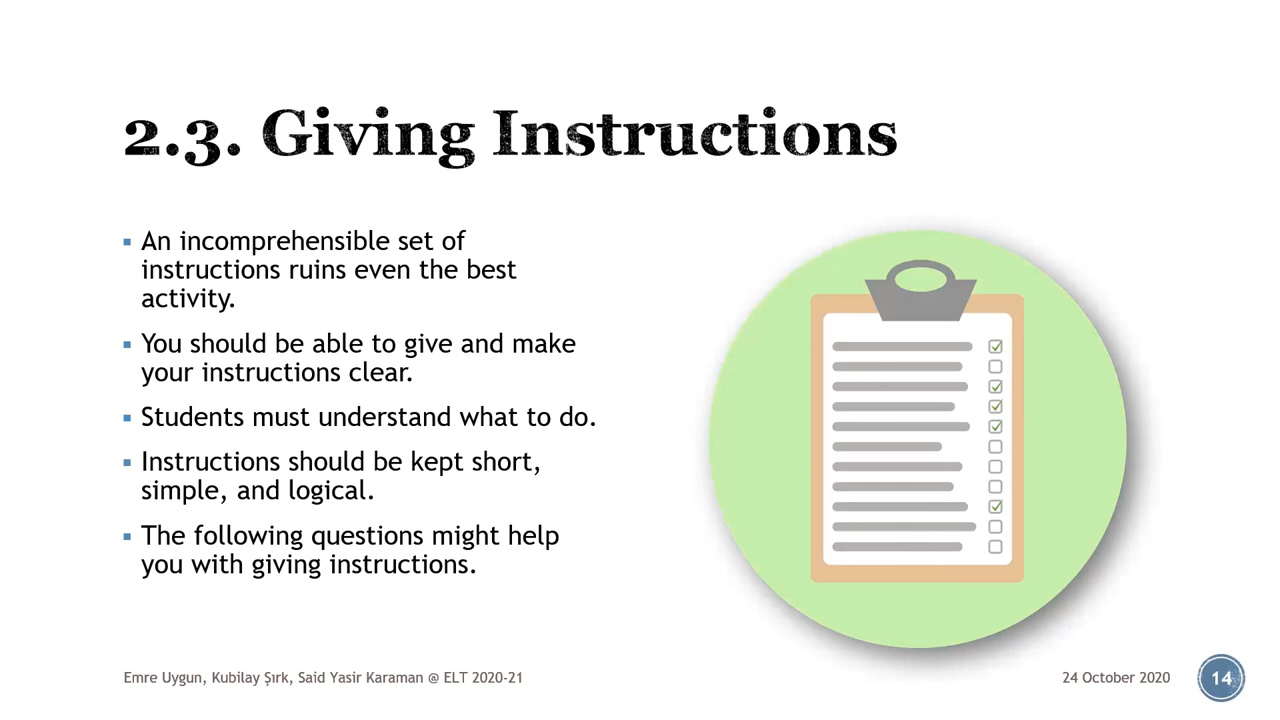 2.3. Giving Instructions
▪ An incomprehensible set of
instructions ruins even the best
activity.
▪ You should be able to give and make
your instructions clear.
▪ Students must understand what to do.
▪ Instructions should be kept short,
simple, and logical.
▪ The following questions might help
you with giving instructions.
Emre Uygun, Kubilay Şırk, Said Yasir Karaman @ ELT 2020-21
24 October 2020
14